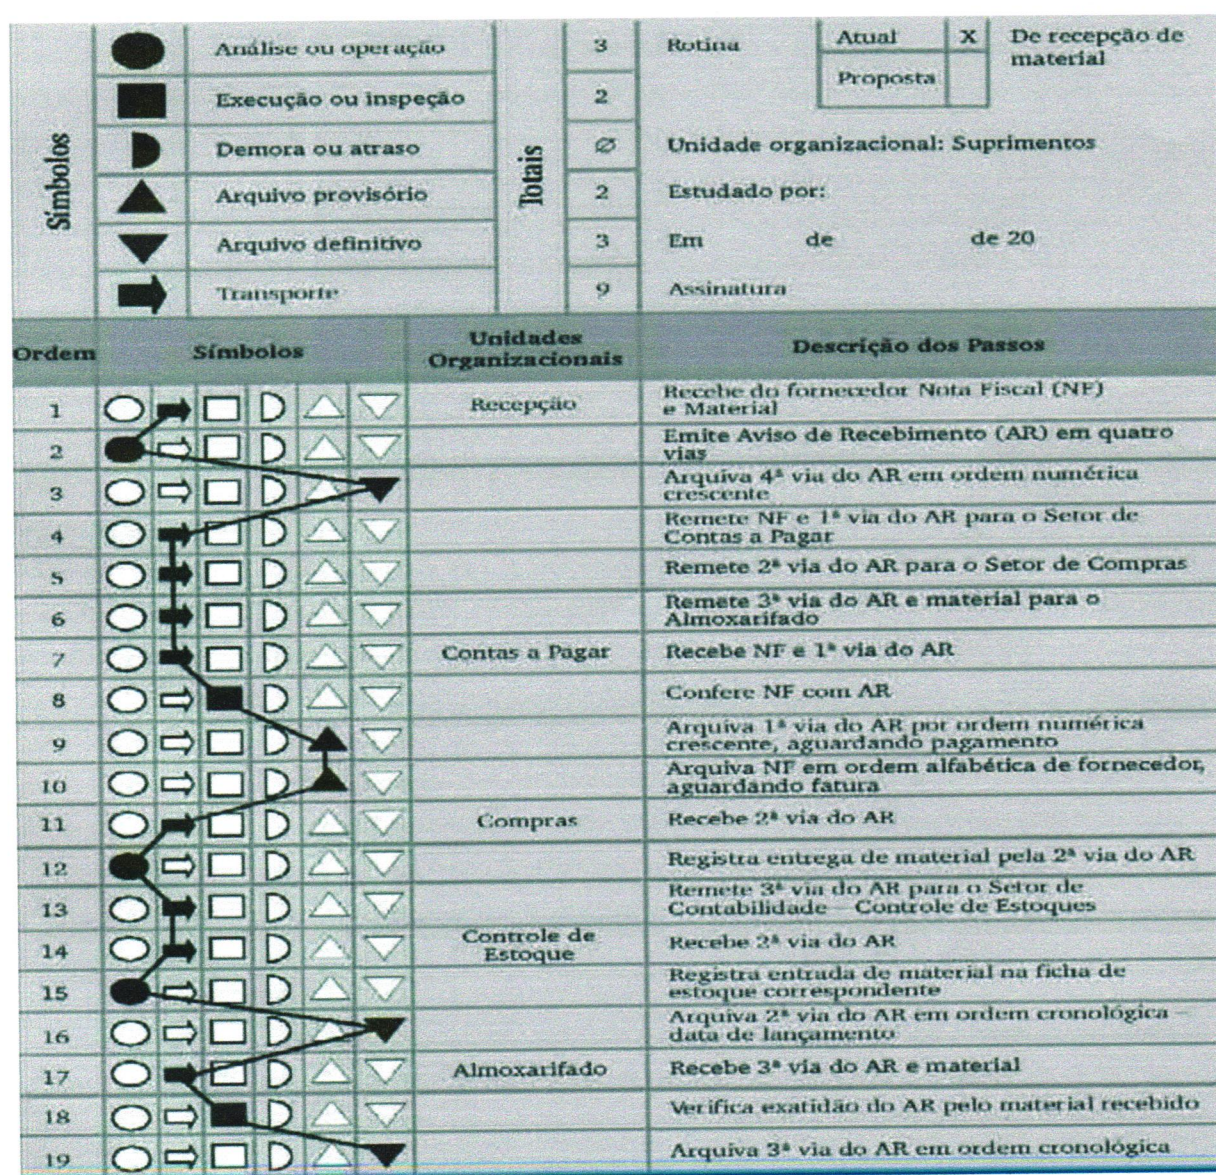 Símbolos
Análise ou operação
Execução ou inspeção
Demora ou atraso
Arquivo provisório
Arquivo definitivo
Transporte
Totais
3
2
∅
2
3
9
Rotina
Atual X
Proposta
De recepção de
material
Unidade organizacional: Suprimentos
Estudado por:
Em de de 20
Assinatura
Ordem Símbolos Unidades
Organizacionais Descrição dos Passos
1 Recepção Recebe do fornecedor Nota Fiscal (NF)
e Material
2 Emite Aviso de Recebimento (AR) em quatro
vias
3 Arquiva 4ª via do AR em ordem numérica
crescente
4 Remete NF e 1ª via do AR para o Setor de
Contas a Pagar
5 Remete 2ª via do AR para o Setor de Compras
6 Remete 3ª via do AR e material para o
Almoxarifado
7 Contas a Pagar Recebe NF e 1ª via do AR
8 Confere NF com AR
9 Arquiva 1ª via do AR por ordem numérica
crescente, aguardando pagamento
10 Arquiva NF em ordem alfabética de fornecedor,
aguardando fatura
11 Compras Recebe 2ª via do AR
12 Registra entrega de material pela 2ª via do AR
13 Remete 3ª via do AR para o Setor de
Contabilidade – Controle de Estoques
14 Controle de
Estoque Recebe 2ª via do AR
15 Registra entrada de material na ficha de
estoque correspondente
16 Arquiva 2ª via do AR em ordem cronológica –
data de lançamento
17 Almoxarifado Recebe 3ª via do AR e material
18 Verifica exatidão do AR pelo material recebido
19 Arquiva 3ª via do AR em ordem cronológica